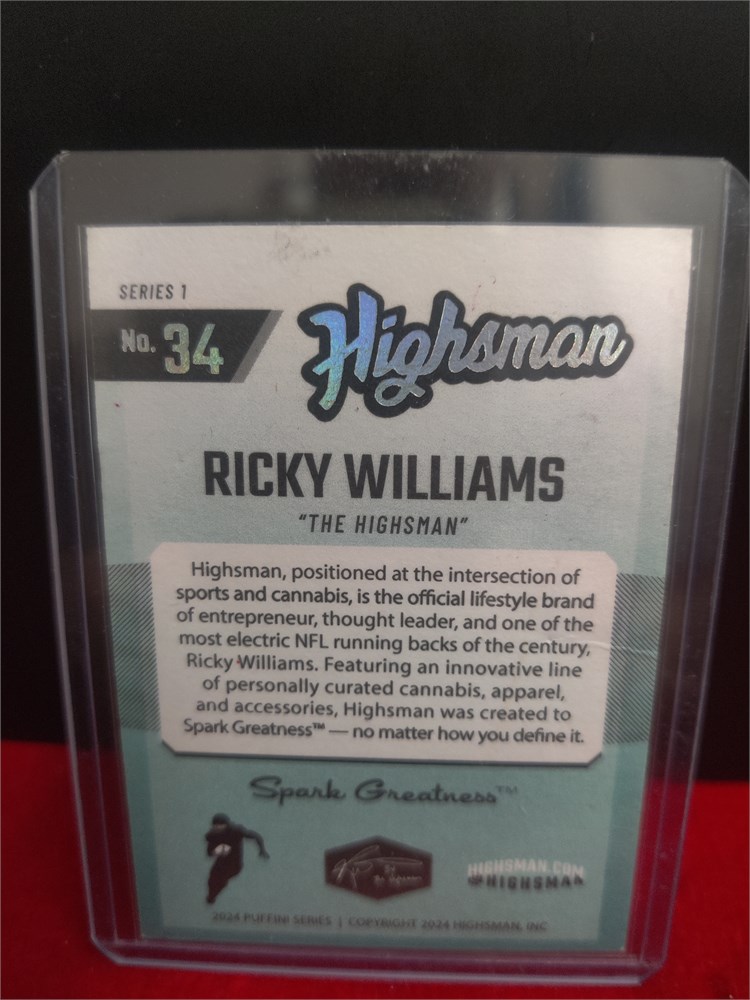 SERIES 1
No. 34
Highsman
RICKY WILLIAMS
"THE HIGHSMAN"
Highsman, positioned at the intersection of
sports and cannabis, is the official lifestyle brand
of entrepreneur, thought leader, and one of the
most electric NFL running backs of the century,
Ricky Williams. Featuring an innovative line
of personally curated cannabis, apparel,
and accessories, Highsman was created to
Spark Greatness™ — no matter how you define it.
Spark Greatness™
HIGHSMAN.COM
HIGHSMAN
2024 PUFFINI SERIES | COPYRIGHT 2024 HIGHSMAN, INC